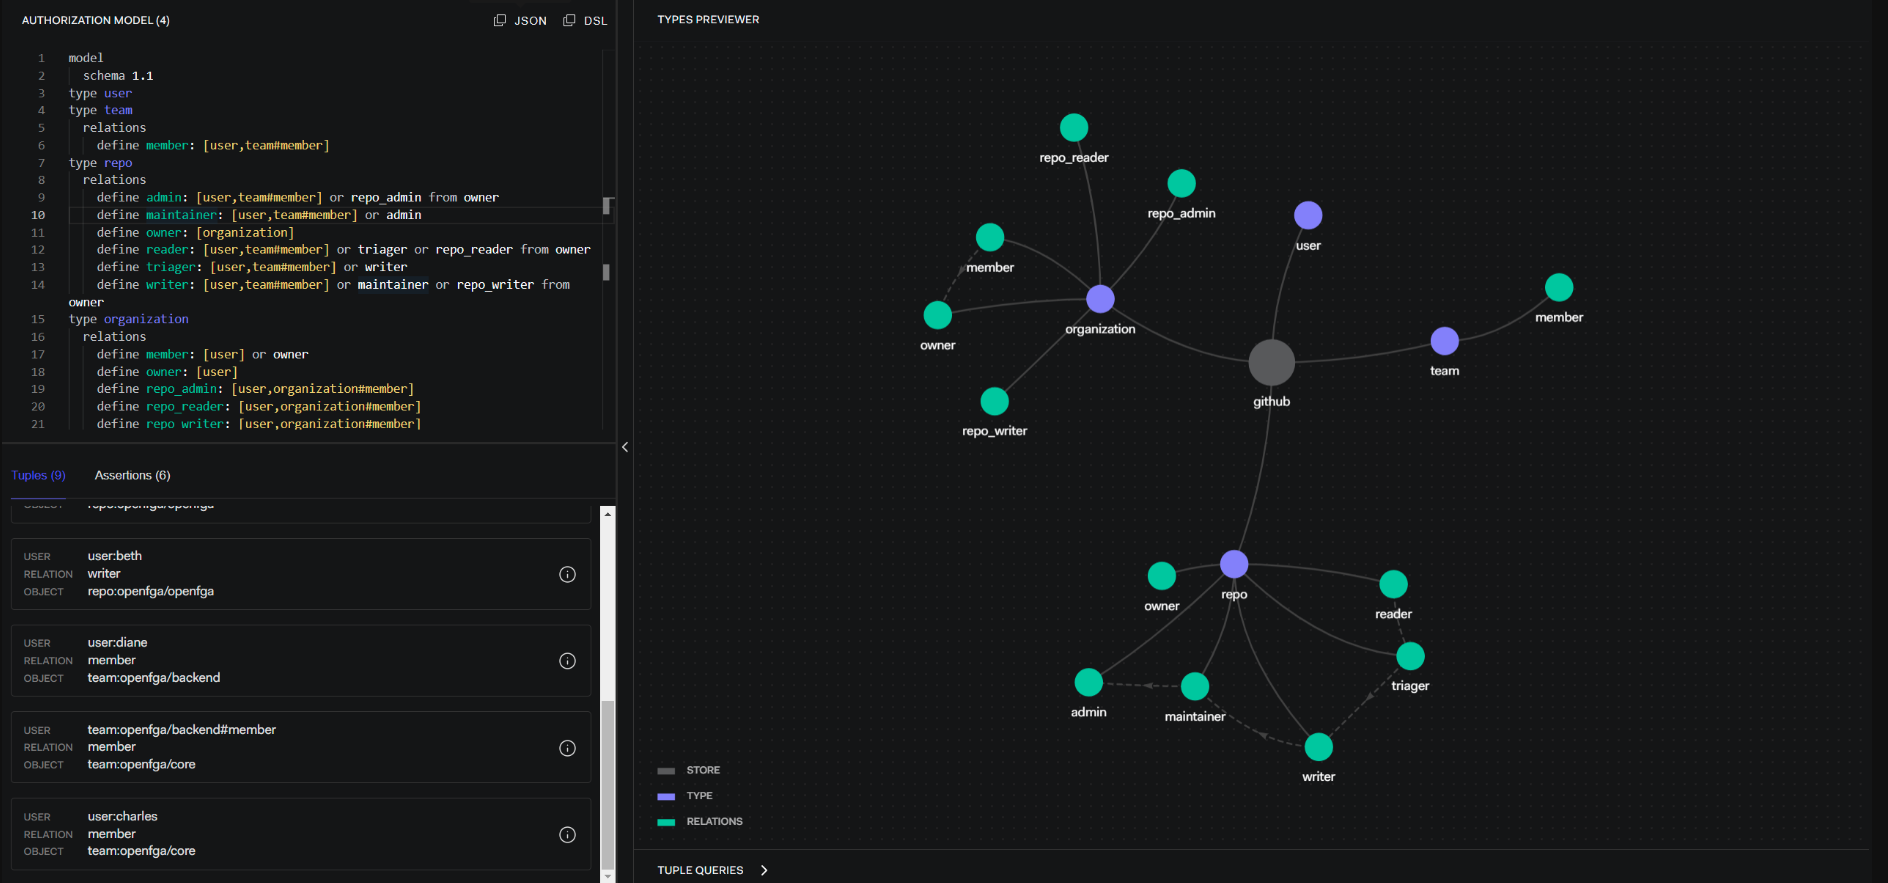 AUTHORIZATION MODEL (4)
JSON
DSL
1 model
2 schema 1.1
3 type user
4 type team
5 relations
6 define member: [user,team#member]
7 type repo
8 relations
9 define admin: [user,team#member] or repo_admin from owner
10 define maintainer: [user,team#member] or admin
11 define owner: [organization]
12 define reader: [user,team#member] or triager or repo_reader from owner
13 define triager: [user,team#member] or writer
14 define writer: [user,team#member] or maintainer or repo_writer from
owner
15 type organization
16 relations
17 define member: [user] or owner
18 define owner: [user]
19 define repo_admin: [user,organization#member]
20 define repo_reader: [user,organization#member]
21 define repo_writer: [user,organization#member]
Tuples (9)
Assertions (6)
OBJECT repo:openfga/openfga
USER user:beth
RELATION writer
OBJECT repo:openfga/openfga
USER user:diane
RELATION member
OBJECT team:openfga/backend
USER team:openfga/backend#member
RELATION member
OBJECT team:openfga/core
USER user:charles
RELATION member
OBJECT team:openfga/core
TYPES PREVIEWER
repo_reader
repo_admin
user
member
member
organization
owner
team
github
repo_writer
repo
owner
reader
triager
admin
maintainer
writer
STORE
TYPE
RELATIONS
TUPLE QUERIES